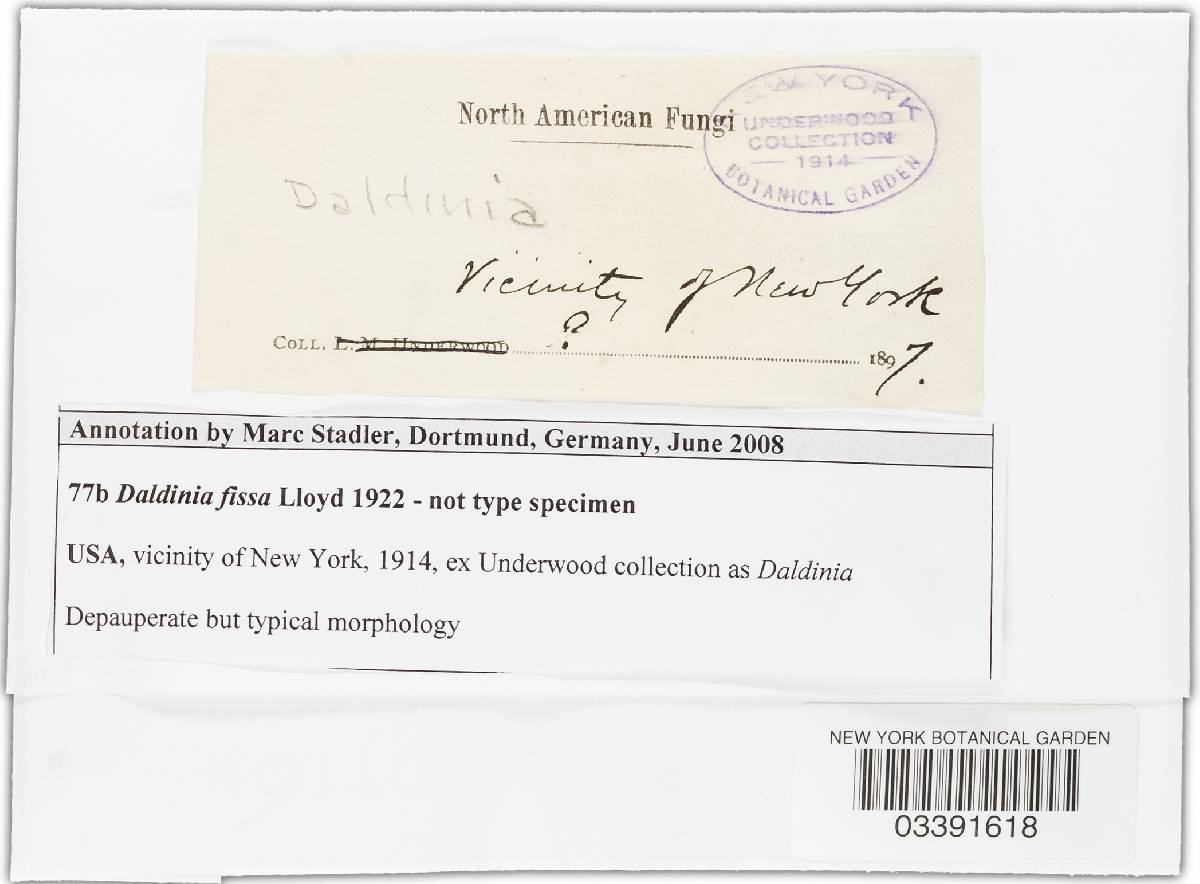 North American Fungi
NEW YORK
UNDERWOOD
COLLECTION
1914
BOTANICAL GARDEN
Daldinia
Vicinity of New York
COLL. L. M. UNDERWOOD ? 1897.
Annotation by Marc Stadler, Dortmund, Germany, June 2008
77b Daldinia fissa Lloyd 1922 - not type specimen
USA, vicinity of New York, 1914, ex Underwood collection as Daldinia
Depauperate but typical morphology
NEW YORK BOTANICAL GARDEN
03391618